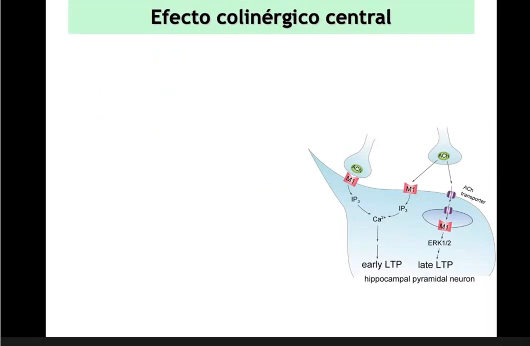 Efecto colinérgico central
ACh
ACh
M1
M1
ACh
transporter
IP3
IP3
Ca2+
M1
ERK1/2
early LTP
late LTP
hippocampal pyramidal neuron